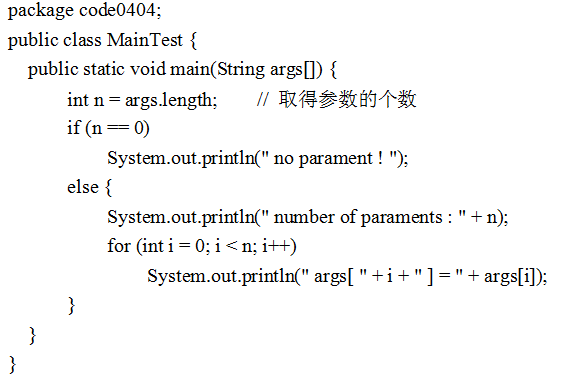 package code0404;
public class MainTest {
public static void main(String args[]) {
int n = args.length; // 取得参数的个数
if (n == 0)
System.out.println(" no parament ! ");
else {
System.out.println(" number of paraments : " + n);
for (int i = 0; i < n; i++)
System.out.println(" args[ " + i + " ] = " + args[i]);
}
}
}